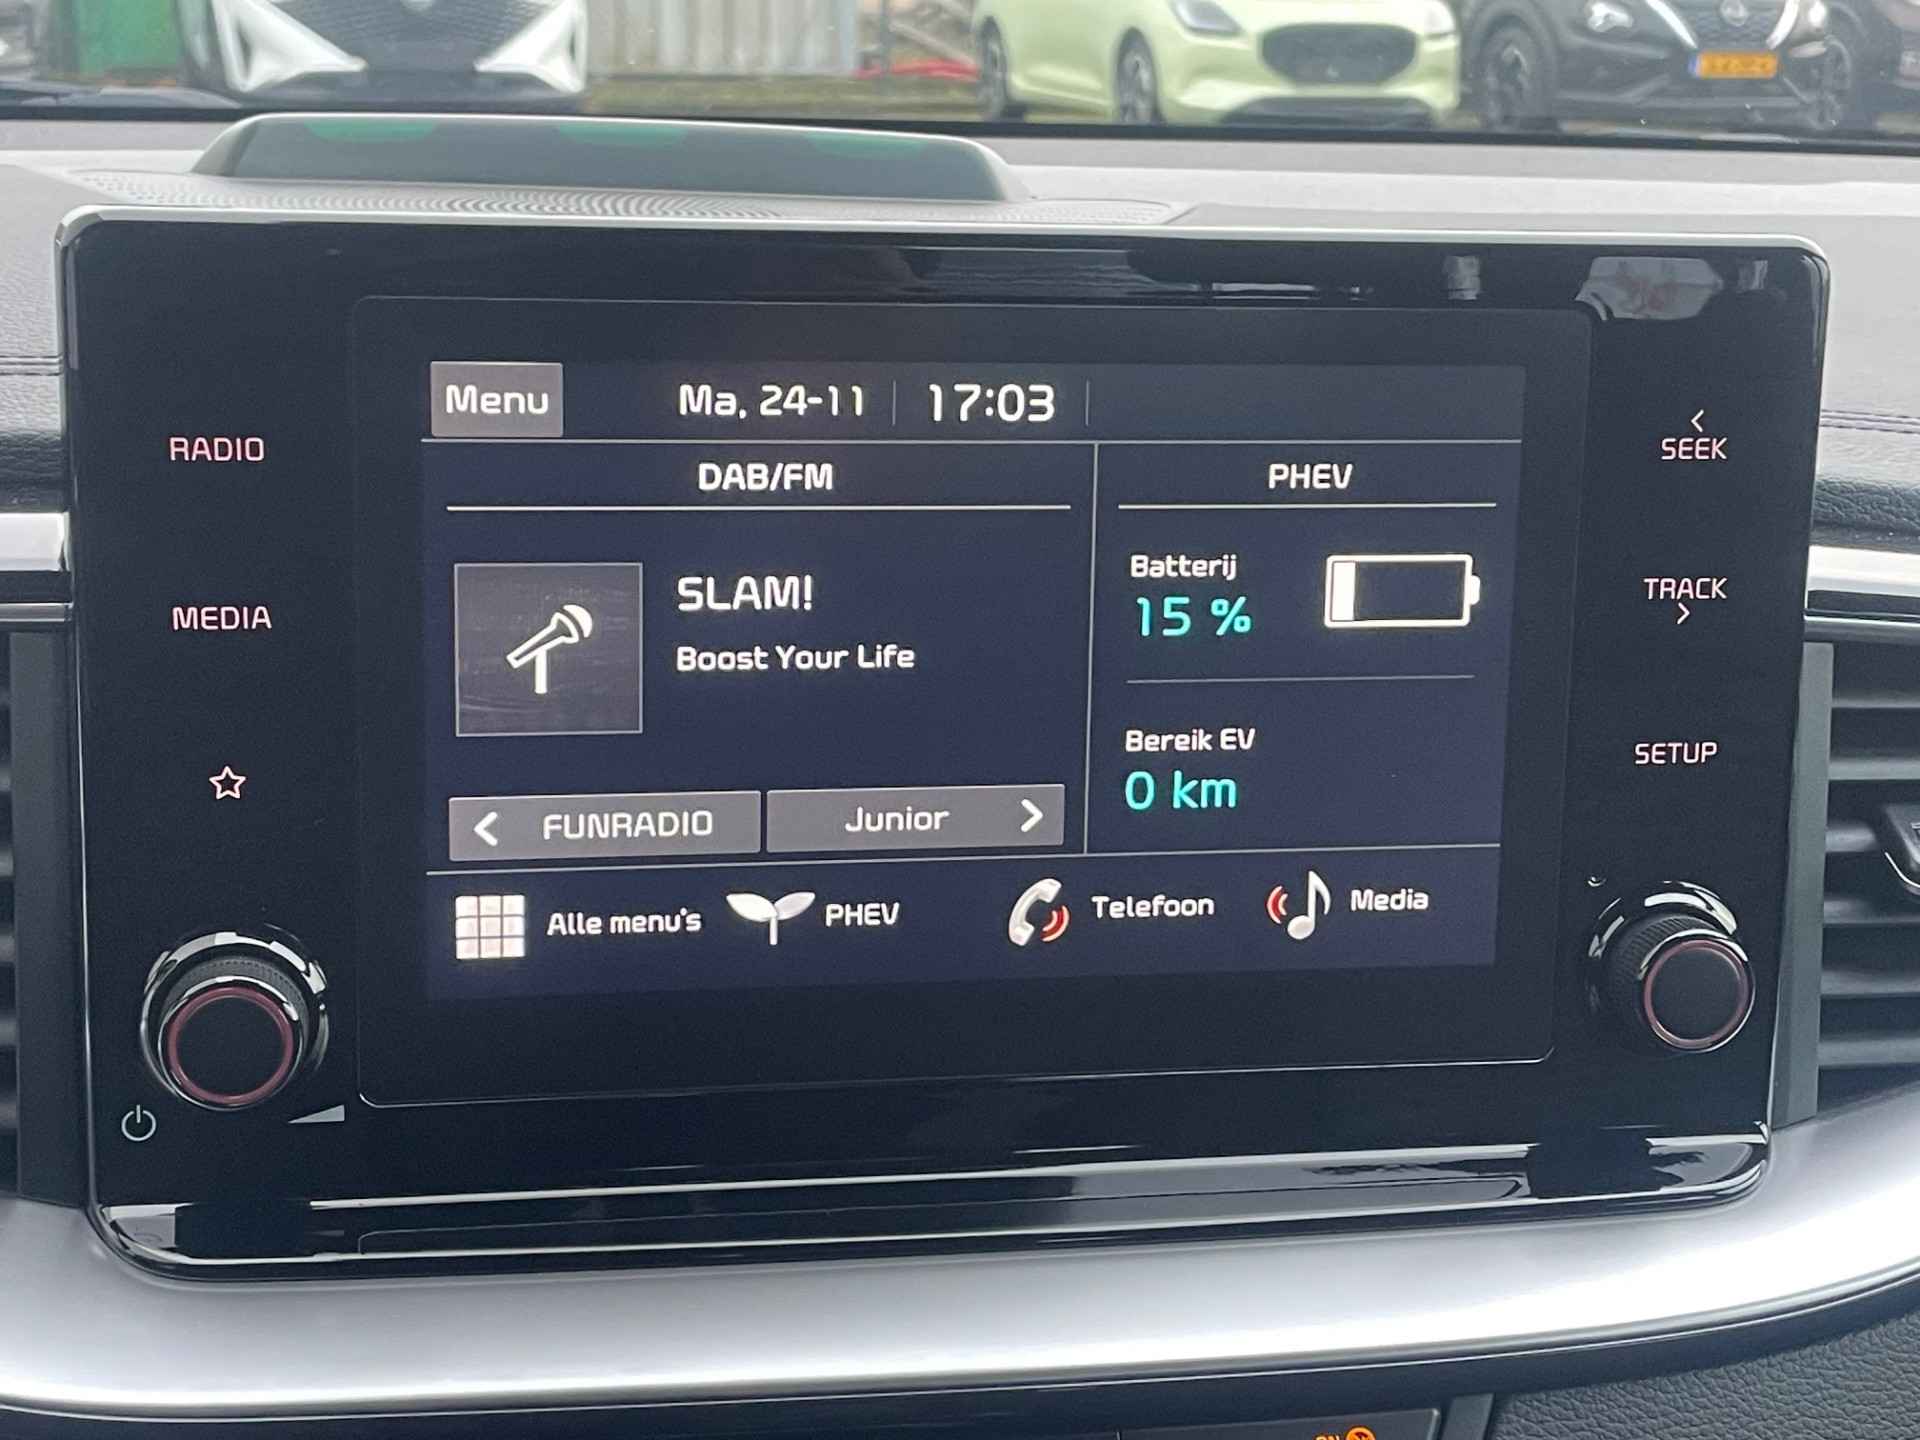 RADIO
MEDIA
Menu
Ma, 24-11
17:03
DAB/FM
SLAM!
Boost Your Life
FUNRADIO
Junior
PHEV
Batterij
15 %
Bereik EV
0 km
Alle menu's
PHEV
Telefoon
Media
SEEK
TRACK
SETUP